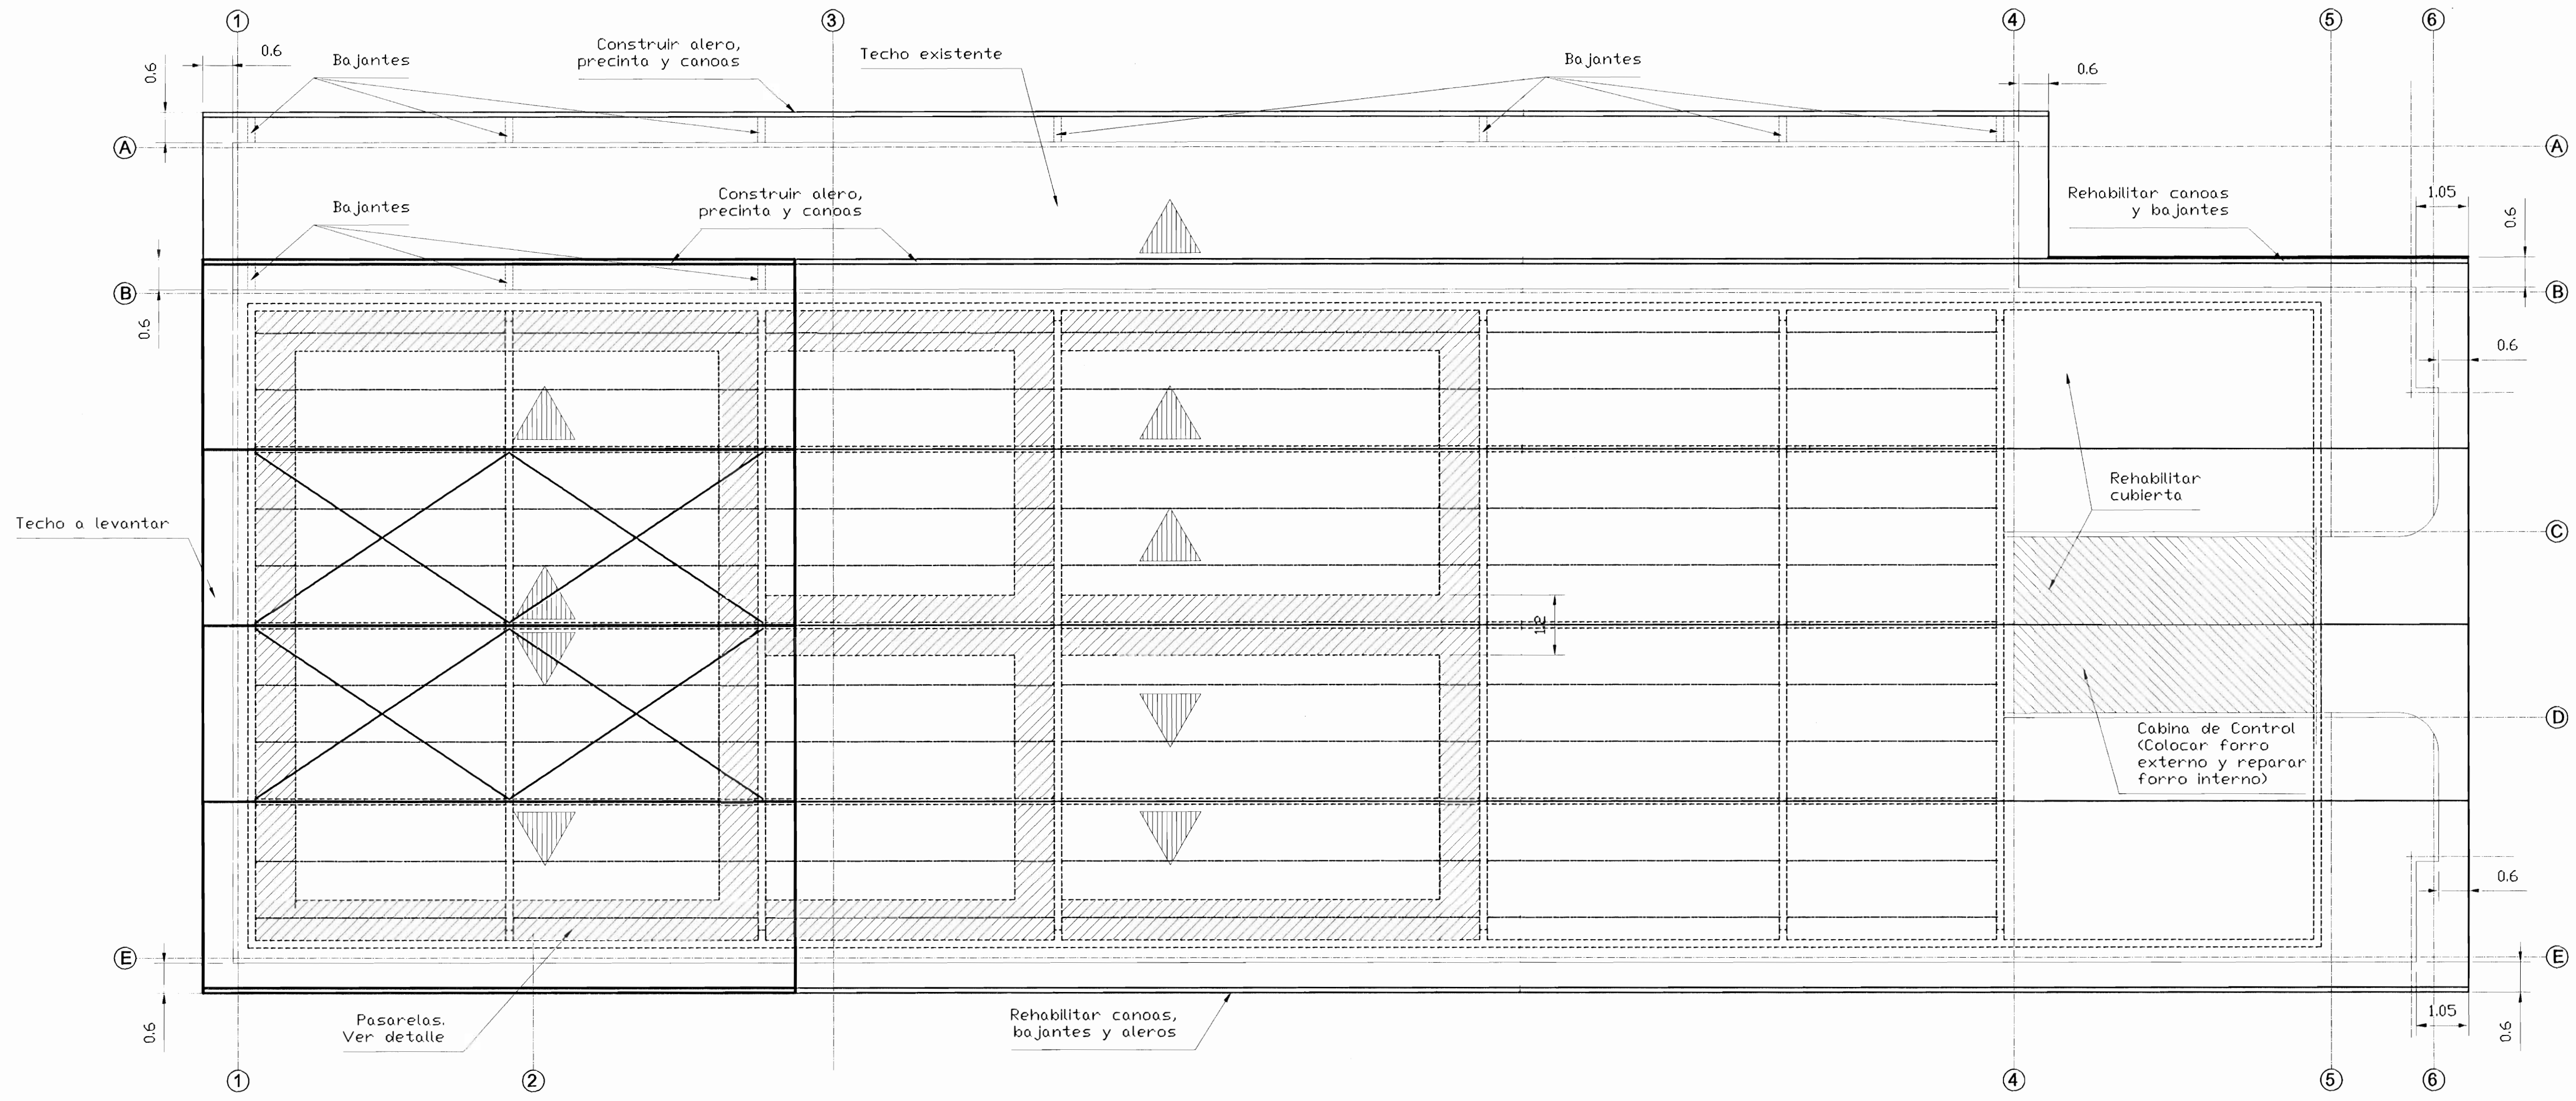 1
3
4
5
6
0.6
0.6
Bajantes
Construir alero,
precinta y canoas
Techo existente
Bajantes
0.6
A
A
Bajantes
Construir alero,
precinta y canoas
Rehabilitar canoas
y bajantes
1.05
0.6
B
B
0.6
0.6
Techo a levantar
Rehabilitar
cubierta
C
1.2
D
Cabina de Control
(Colocar forro
externo y reparar
forro interno)
0.6
E
E
Pasarelas.
Ver detalle
Rehabilitar canoas,
bajantes y aleros
0.6
1.05
0.6
1
2
4
5
6